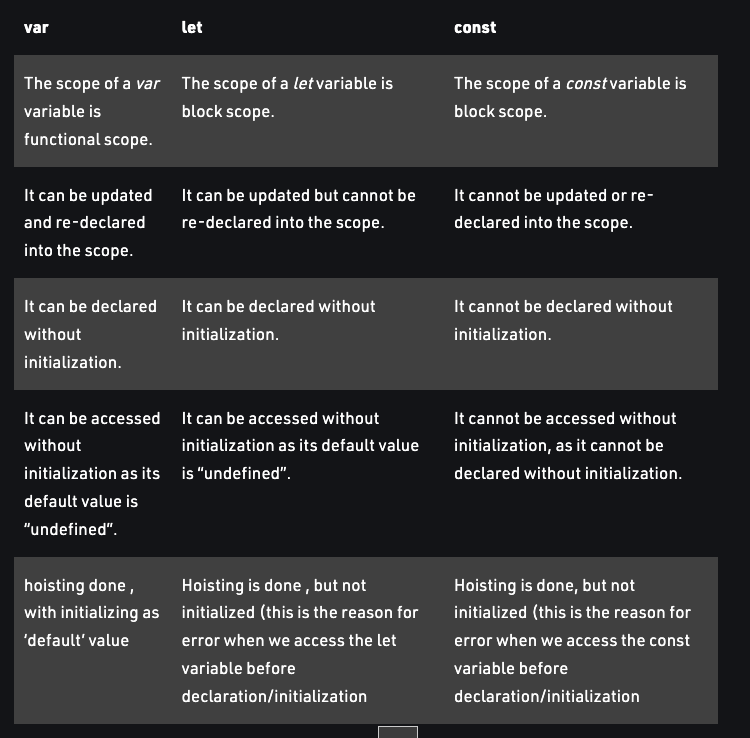 var let const
The scope of a var
variable is
functional scope.
The scope of a let variable is
block scope.
The scope of a const variable is
block scope.
It can be updated
and re-declared
into the scope.
It can be updated but cannot be
re-declared into the scope.
It cannot be updated or re-
declared into the scope.
It can be declared
without
initialization.
It can be declared without
initialization.
It cannot be declared without
initialization.
It can be accessed
without
initialization as its
default value is
“undefined”.
It can be accessed without
initialization as its default value
is “undefined”.
It cannot be accessed without
initialization, as it cannot be
declared without initialization.
hoisting done ,
with initializing as
‘default’ value
Hoisting is done , but not
initialized (this is the reason for
error when we access the let
variable before
declaration/initialization
Hoisting is done, but not
initialized (this is the reason for
error when we access the const
variable before
declaration/initialization